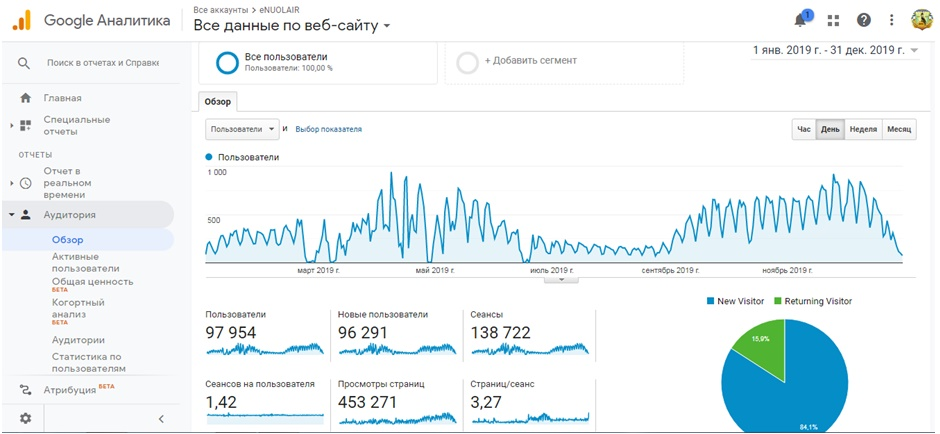 Google Аналитика
Все аккаунты > eNUOLAIR
Все данные по веб-сайту
1
Поиск в отчетах и Справке
Главная
Специальные
отчеты
ОТЧЕТЫ
Отчет в
реальном
времени
Аудитория
Обзор
Активные
пользователи
Общая ценность
БЕТА
Когортный
анализ
БЕТА
Аудитории
Статистика по
пользователям
Атрибуция БЕТА
Все пользователи
Пользователи: 100,00 %
+ Добавить сегмент
1 янв. 2019 г. - 31 дек. 2019 г.
Обзор
Пользователи и Выбор показателя
Час День Неделя Месяц
Пользователи
1 000
500
март 2019 г. май 2019 г. июль 2019 г. сентябрь 2019 г. ноябрь 2019 г.
Пользователи
97 954
Новые пользователи
96 291
Сеансы
138 722
Сеансов на пользователя
1,42
Просмотры страниц
453 271
Страниц/сеанс
3,27
New Visitor Returning Visitor
15,9%
84,1%